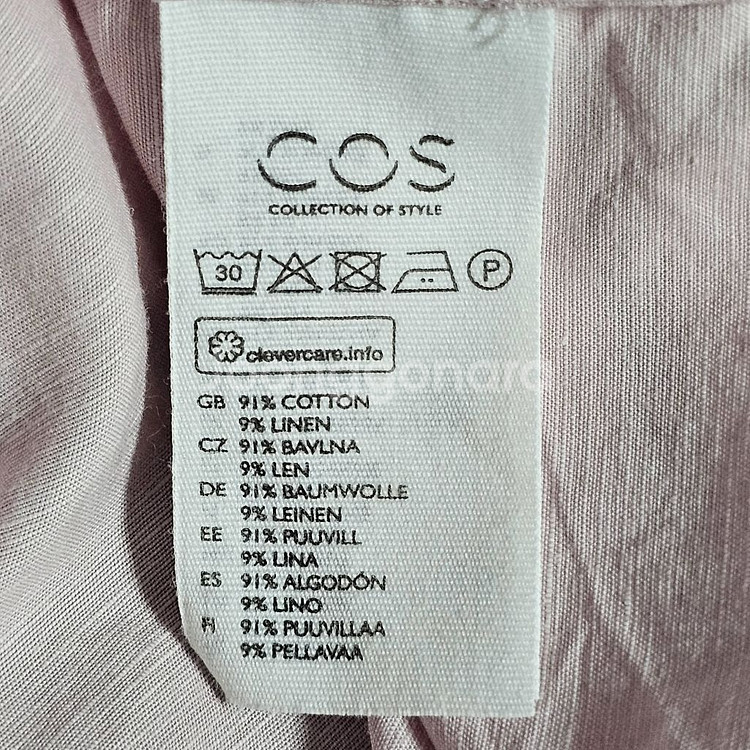 COS
COLLECTION OF STYLE
30 P
clevercare.info
GB 91% COTTON
9% LINEN
CZ 91% BAVLNA
9% LEN
DE 91% BAUMWOLLE
9% LEINEN
EE 91% PUUVILL
9% LINA
ES 91% ALGODÓN
9% LINO
FI 91% PUUVILLAA
9% PELLAVAA